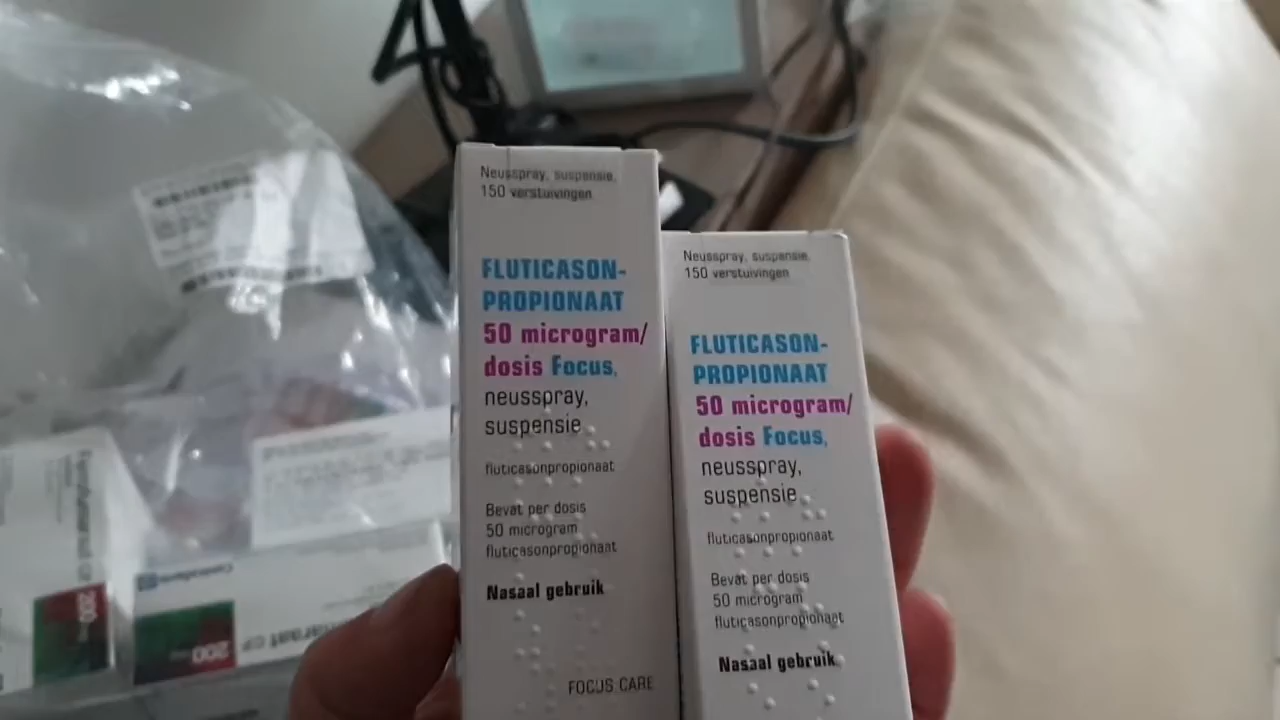 Neusspray, suspensie,
150 verstuivingen
FLUTICASON-
PROPIONAAT
50 microgram/
dosis Focus,
neusspray,
suspensie
fluticasonpropionaat
Bevat per dosis
50 microgram
fluticasonpropionaat
Nasaal gebruik
FOCUS CARE
Neusspray, suspensie,
150 verstuivingen
FLUTICASON-
PROPIONAAT
50 microgram/
dosis Focus,
neusspray,
suspensie
fluticasonpropionaat
Bevat per dosis
50 microgram
fluticasonpropionaat
Nasaal gebruik
200
200